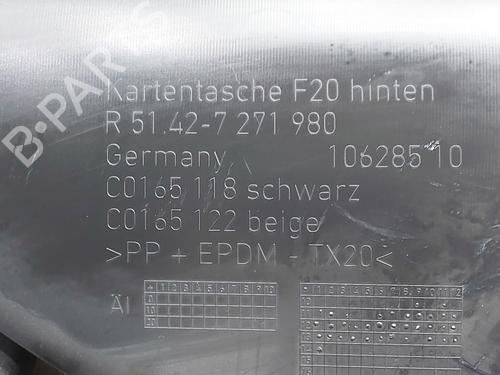 Kartentasche F20 hinten
R 51.42-7 271 980
Germany 10628510
C0165 118 schwarz
C0165 122 beige
>PP + EPDM - TX20<
ÄI
B-PARTS